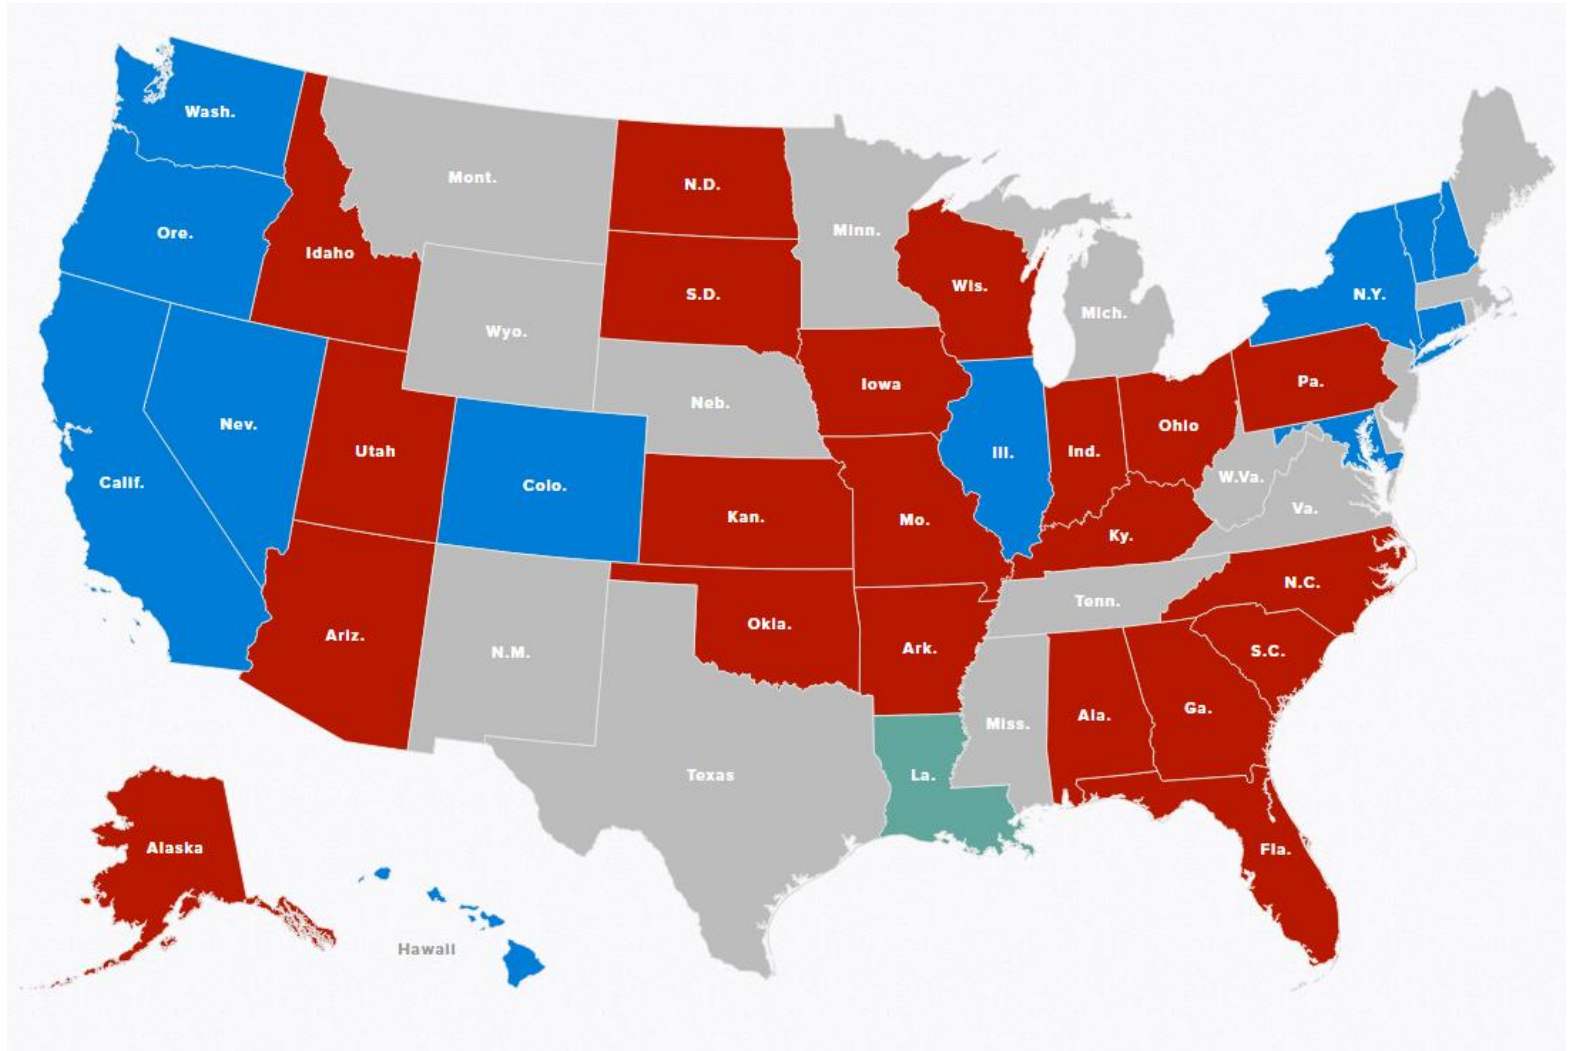 Wash.
Mont.
N.D.
Minn.
Ore.
Idaho
Wis.
S.D.
N.Y.
Mich.
Wyo.
Iowa
Pa.
Neb.
Nev.
Ohio
Utah
Ill.
Ind.
W.Va.
Calif.
Colo.
Va.
Kan.
Mo.
Ky.
N.C.
Tenn.
Okla.
Ariz.
Ark.
S.C.
N.M.
Ga.
Ala.
Miss.
Texas
La.
Alaska
Fla.
Hawaii